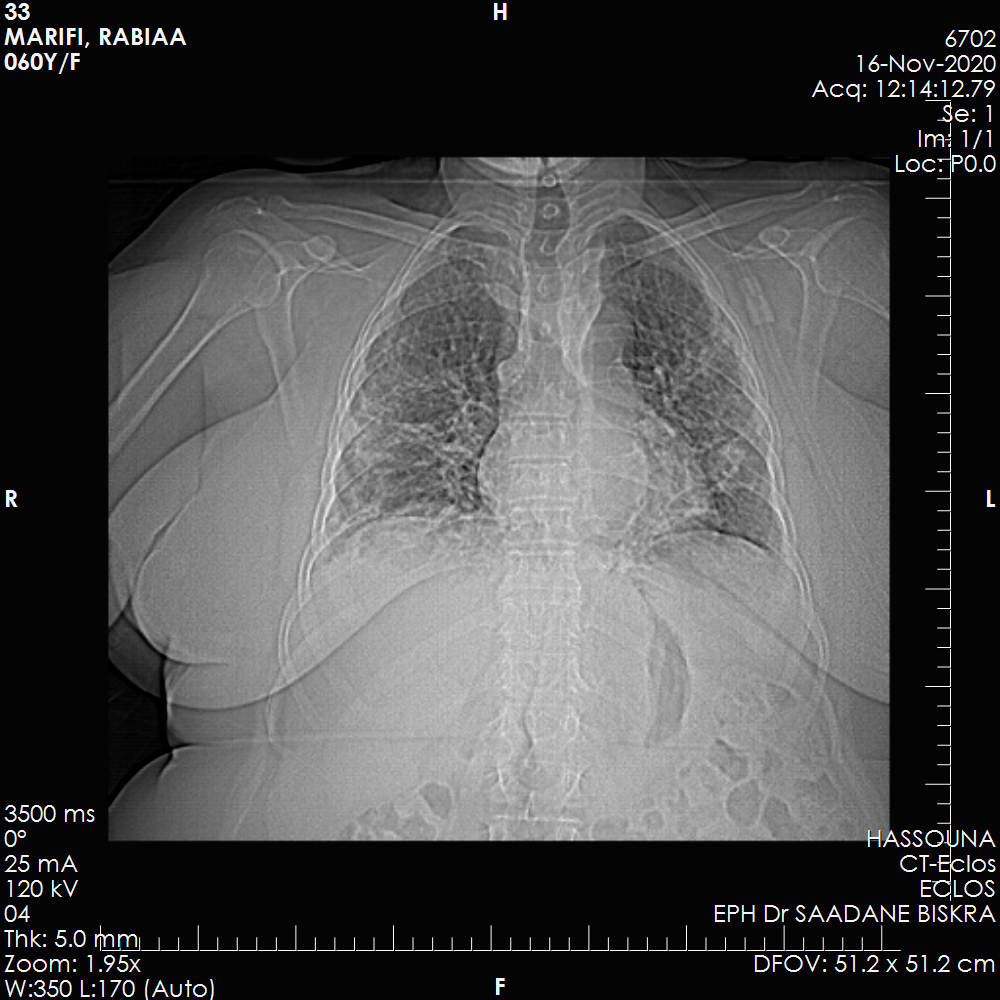 33
MARIFI, RABIAA
060Y/F
H
6702
16-Nov-2020
Acq: 12:14:12.79
Se: 1
Im: 1/1
Loc: P0.0
R
L
3500 ms
0°
25 mA
120 kV
04
Thk: 5.0 mm
Zoom: 1.95x
W:350 L:170 (Auto)
F
HASSOUNA
CT-Eclos
ECLOS
EPH Dr SAADANE BISKRA
DFOV: 51.2 x 51.2 cm